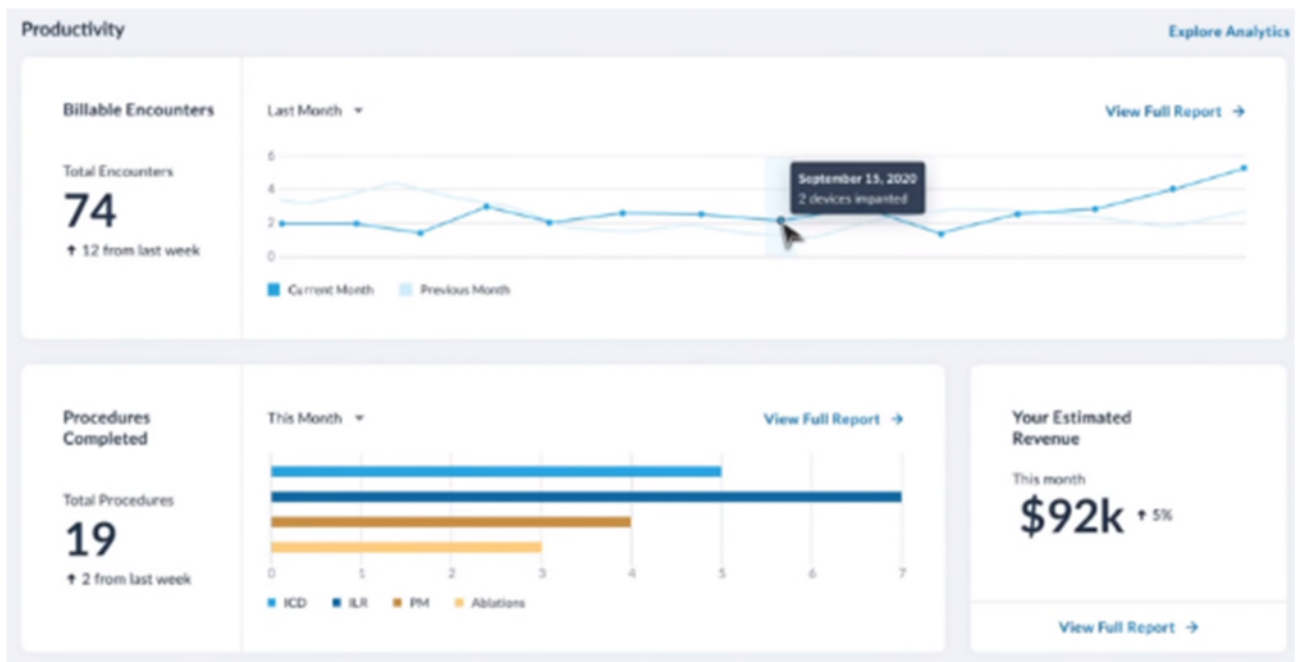 Productivity
Explore Analytics
Billable Encounters
Last Month
View Full Report →
Total Encounters
74
↑ 12 from last week
6
4
2
0
September 15, 2020
2 devices impanted
Current Month
Previous Month
Procedures
Completed
This Month
View Full Report →
Total Procedures
19
↑ 2 from last week
0 1 2 3 4 5 6 7
ICD ILR PM Ablations
Your Estimated
Revenue
This month
$92k ↑ 5%
View Full Report →